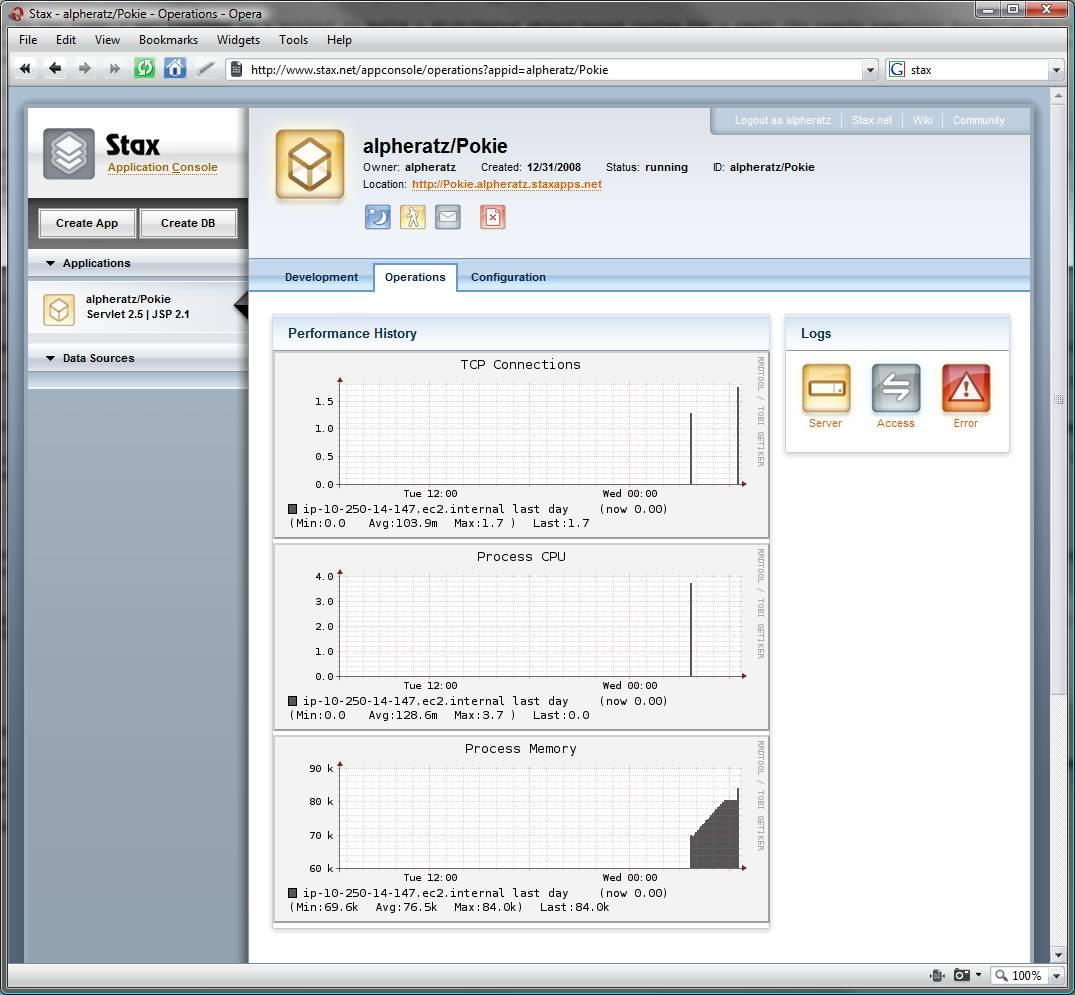 Stax - alpheratz/Pokie - Operations - Opera
File Edit View Bookmarks Widgets Tools Help
http://www.stax.net/appconsole/operations?appid=alpheratz/Pokie
G stax
Logout as alpheratz Stax.net Wiki Community
Stax
Application Console
Create App Create DB
Applications
alpheratz/Pokie
Servlet 2.5 | JSP 2.1
Data Sources
alpheratz/Pokie
Owner: alpheratz Created: 12/31/2008 Status: running ID: alpheratz/Pokie
Location: http://Pokie.alpheratz.staxapps.net
Development Operations Configuration
Performance History
TCP Connections
RRDTOOL / TOBI OETIKER
1.5
1.0
0.5
0.0
Tue 12:00 Wed 00:00
ip-10-250-14-147.ec2.internal last day (now 0.00)
(Min:0.0 Avg:103.9m Max:1.7 ) Last:1.7
Process CPU
RRDTOOL / TOBI OETIKER
4.0
3.0
2.0
1.0
0.0
Tue 12:00 Wed 00:00
ip-10-250-14-147.ec2.internal last day (now 0.00)
(Min:0.0 Avg:128.6m Max:3.7 ) Last:0.0
Process Memory
RRDTOOL / TOBI OETIKER
90 k
80 k
70 k
60 k
Tue 12:00 Wed 00:00
ip-10-250-14-147.ec2.internal last day (now 0.00)
(Min:69.6k Avg:76.5k Max:84.0k) Last:84.0k
Logs
Server Access Error
100%